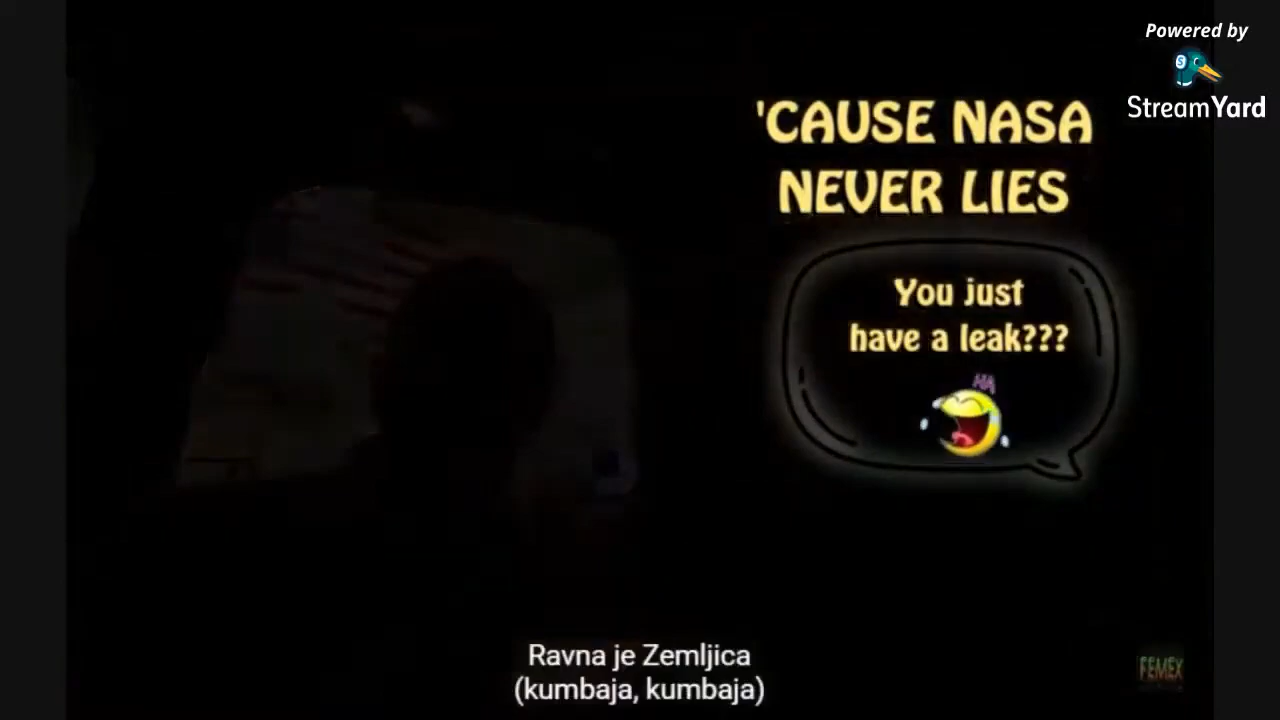 Powered by
StreamYard
'CAUSE NASA
NEVER LIES
You just
have a leak???
HA
Ravna je Zemljica
(kumbaja, kumbaja)
FEMEX